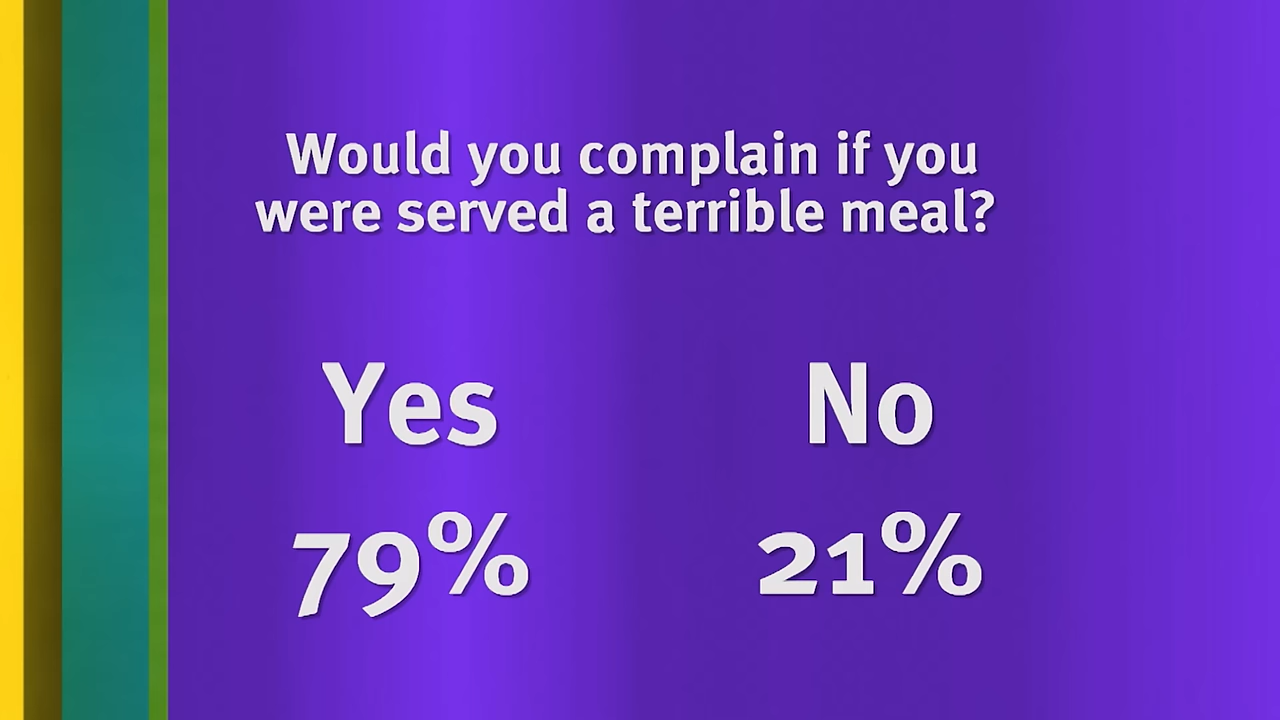 Would you complain if you
were served a terrible meal?
Yes No
79% 21%